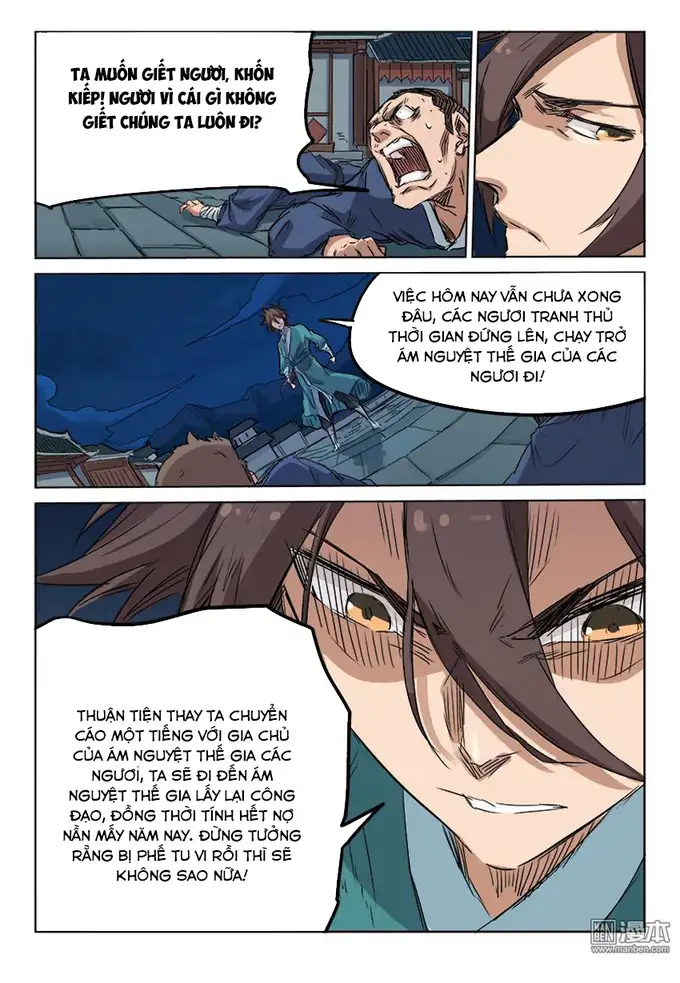 TA MUỐN GIẾT NGƯƠI, KHỐN
KIẾP! NGƯƠI VÌ CÁI GÌ KHÔNG
GIẾT CHÚNG TA LUÔN ĐI?
VIỆC HÔM NAY VẪN CHƯA XONG
ĐÂU, CÁC NGƯƠI TRANH THỦ
THỜI GIAN ĐỨNG LÊN, CHẠY TRỞ
ÁM NGUYỆT THẾ GIA CỦA CÁC
NGƯƠI ĐI!
THUẬN TIỆN THAY TA CHUYỂN
CÁO MỘT TIẾNG VỚI GIA CHỦ
CỦA ÁM NGUYỆT THẾ GIA CÁC
NGƯƠI, TA SẼ ĐI ĐẾN ÁM
NGUYỆT THẾ GIA LẤY LẠI CÔNG
ĐẠO, ĐỒNG THỜI TÍNH HẾT NỢ
NẦN MẤY NĂM NAY. ĐỪNG TƯỞNG
RẰNG BỊ PHẾ TU VI RỒI THÌ SẼ
KHÔNG SAO NỮA!
MAN BEN 漫本
www.manben.com